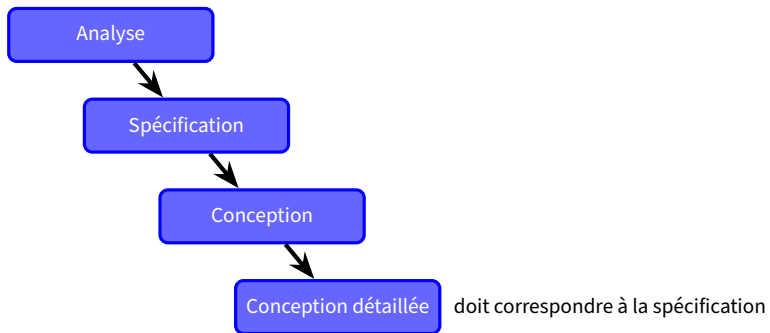 Analyse
Spécification
Conception
Conception détaillée doit correspondre à la spécification